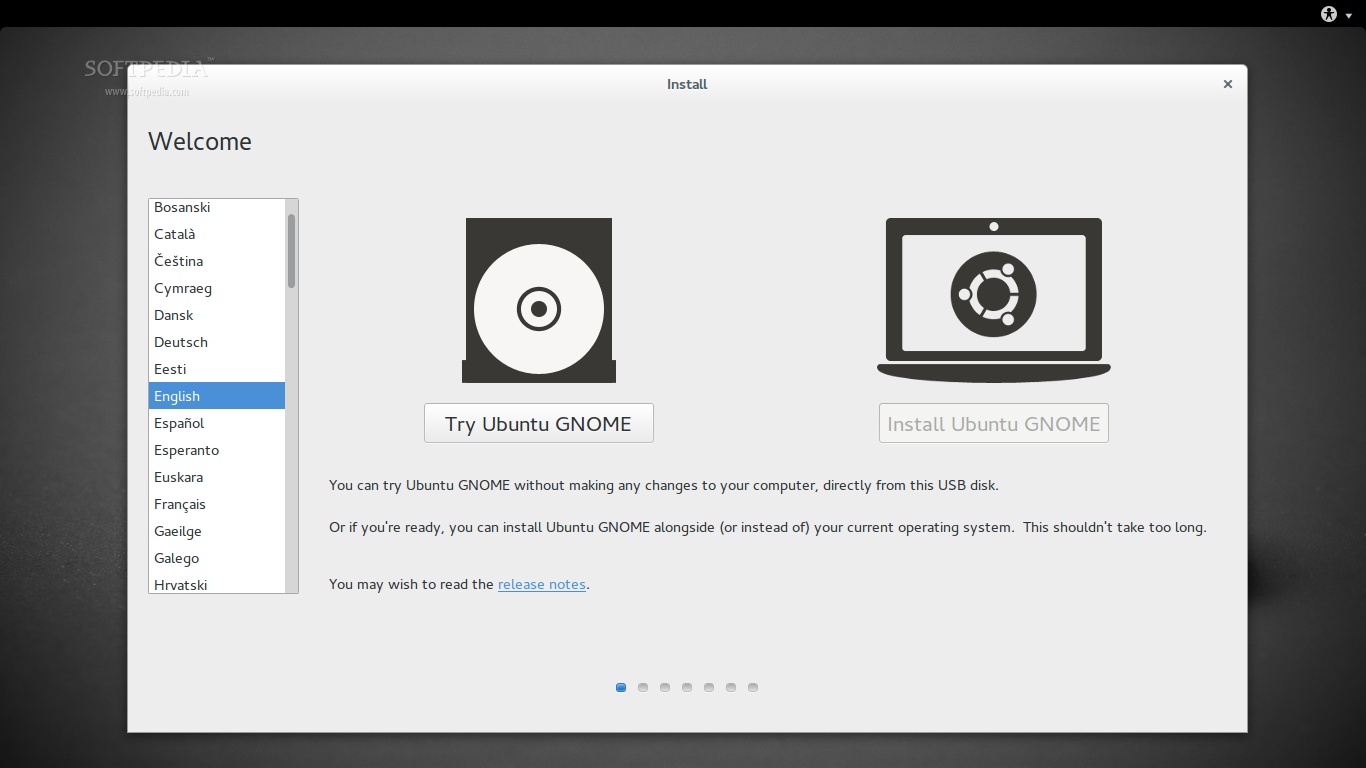 SOFTPEDIA™
www.softpedia.com
Install
Welcome
Bosanski
Català
Čeština
Cymraeg
Dansk
Deutsch
Eesti
English
Español
Esperanto
Euskara
Français
Gaeilge
Galego
Hrvatski
Try Ubuntu GNOME
Install Ubuntu GNOME
You can try Ubuntu GNOME without making any changes to your computer, directly from this USB disk.
Or if you're ready, you can install Ubuntu GNOME alongside (or instead of) your current operating system.  This shouldn't take too long.
You may wish to read the release notes.